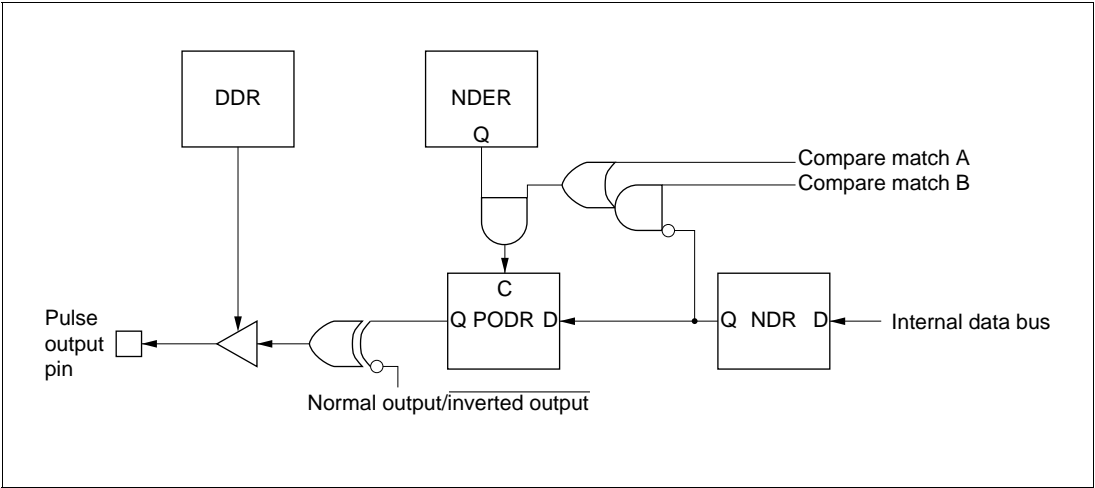 DDR
NDER
Q
Compare match A
Compare match B
C
Q PODR D
Q NDR D
Internal data bus
Pulse
output
pin
Normal output/inverted output